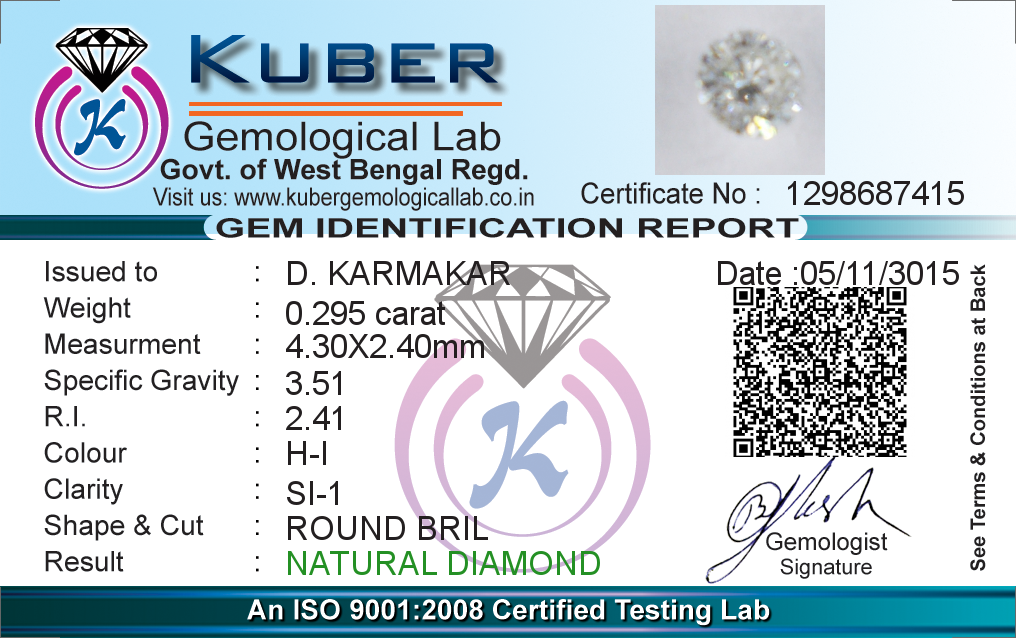 KUBER
Gemological Lab
Govt. of West Bengal Regd.
Visit us: www.kubergemologicallab.co.in
Certificate No : 1298687415
GEM IDENTIFICATION REPORT
Issued to : D. KARMAKAR
Date :05/11/3015
Weight : 0.295 carat
Measurment : 4.30X2.40mm
Specific Gravity : 3.51
R.I. : 2.41
Colour : H-I
Clarity : SI-1
Shape & Cut : ROUND BRIL
Result : NATURAL DIAMOND
K
K
Gemologist
Signature
See Terms & Conditions at Back
An ISO 9001:2008 Certified Testing Lab